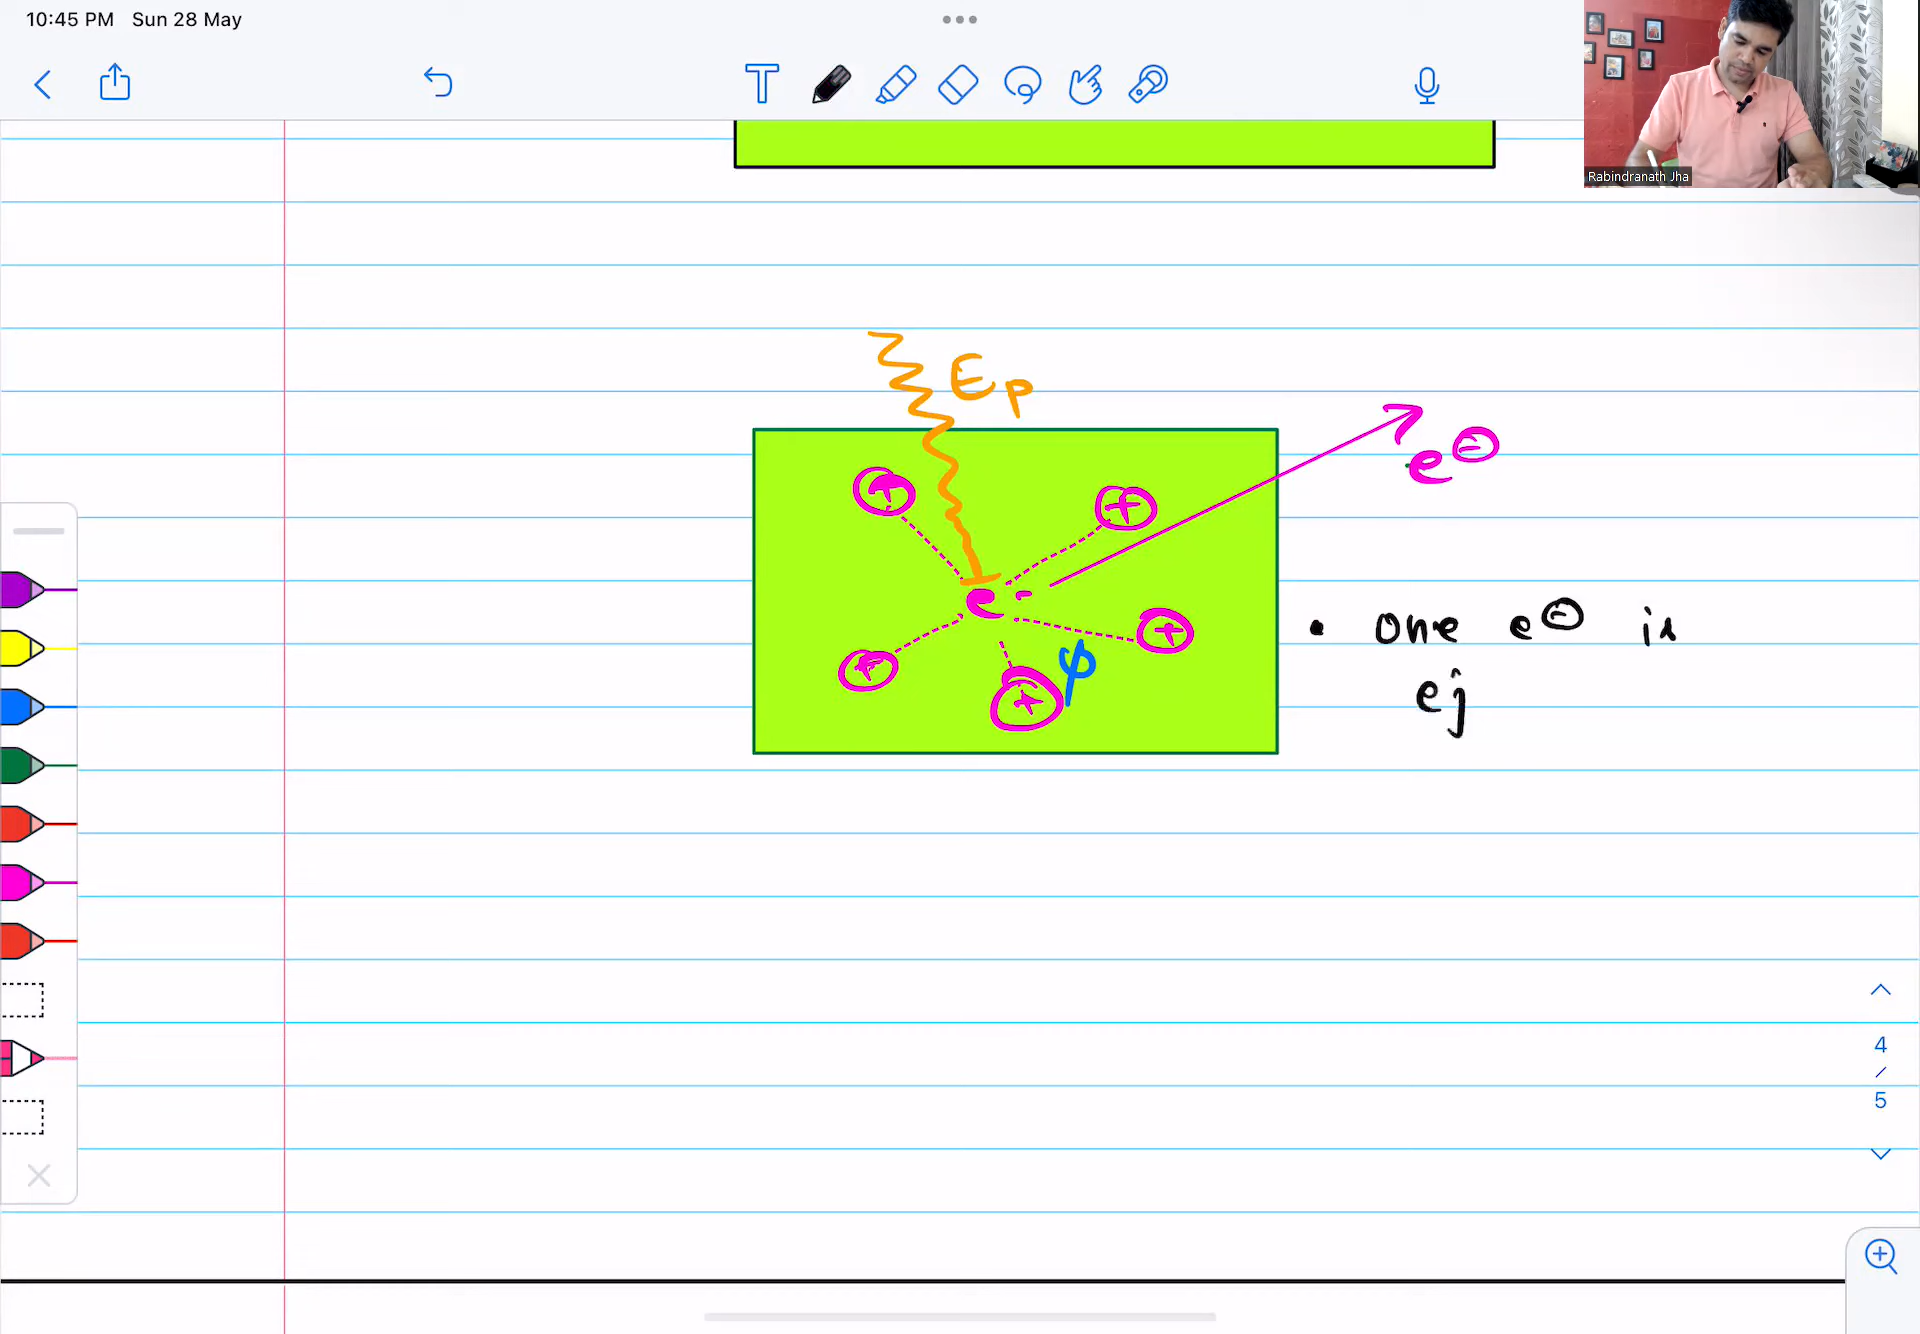 10:45 PM Sun 28 May
T
Rabindranath Jha
Ep
+
+
e⊖
e-
+
+
φ
+
• one e⊖ is
ej
4
/
5